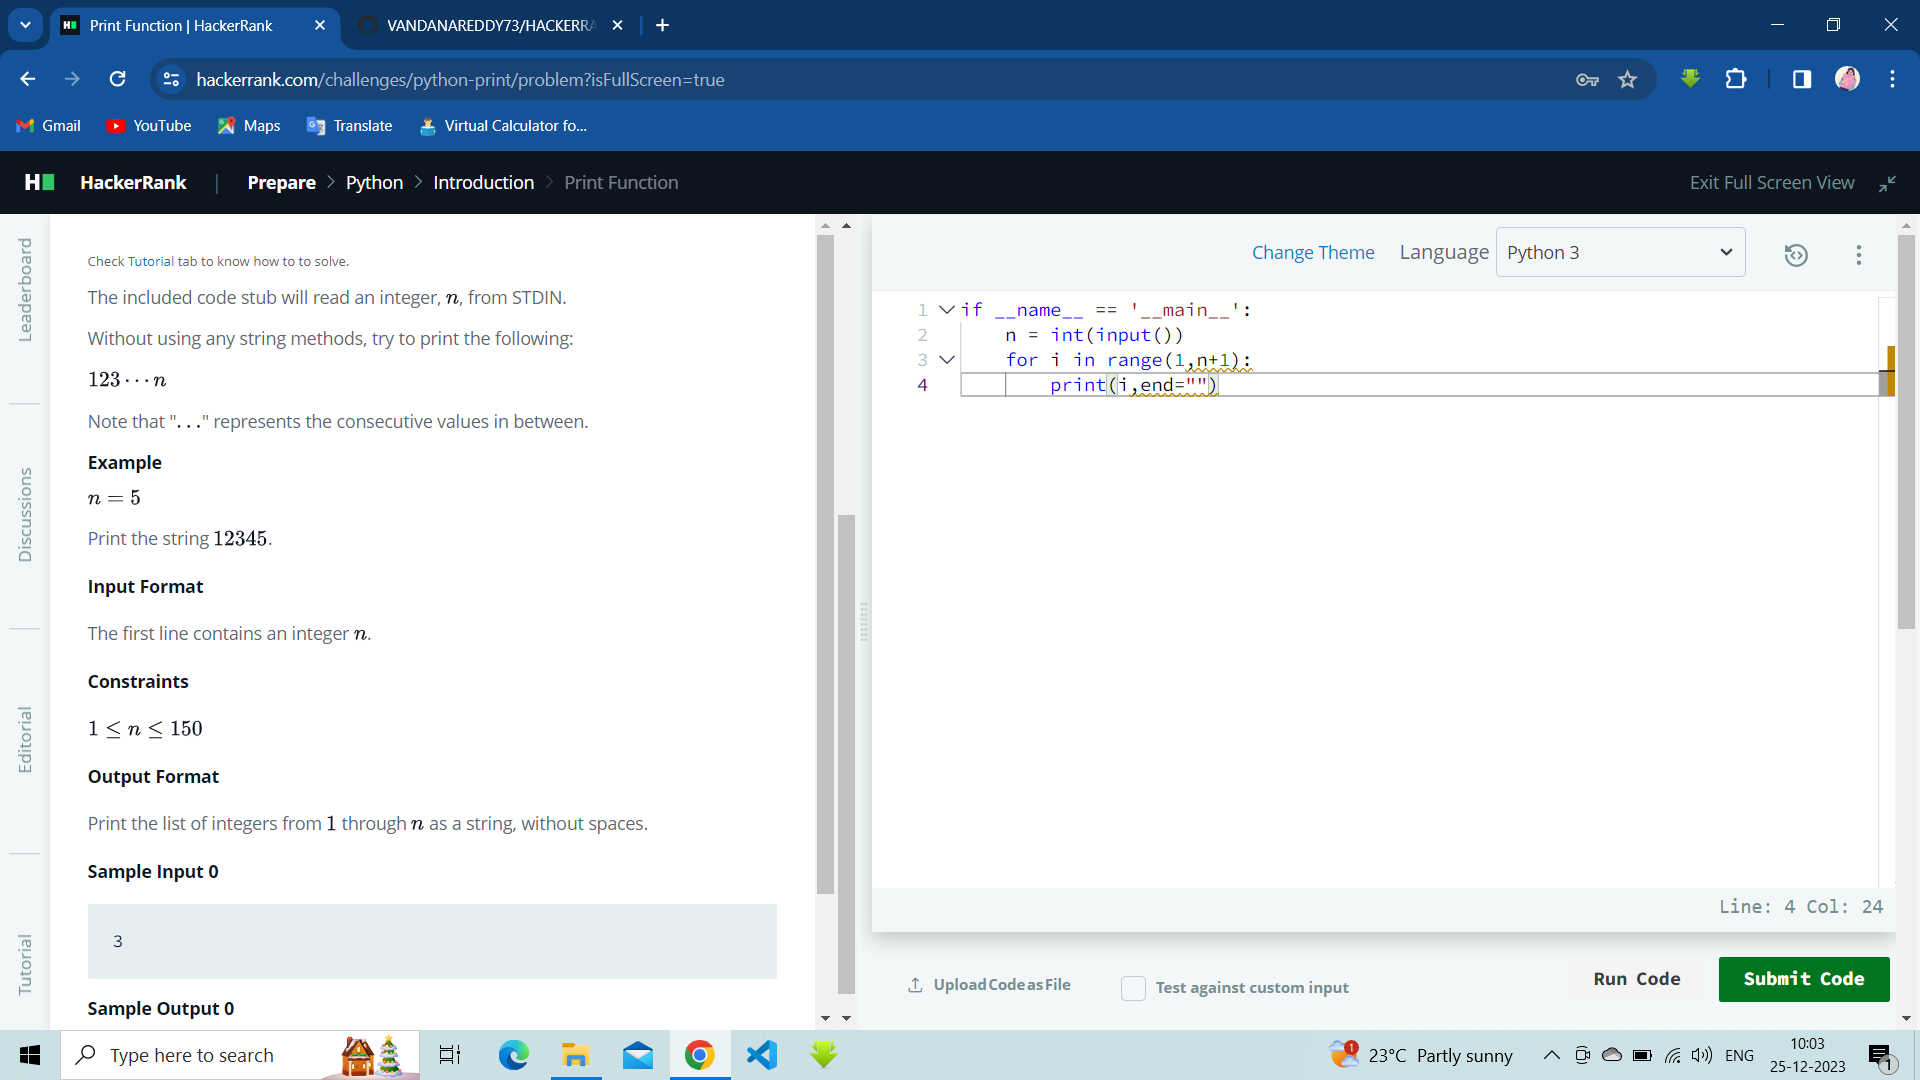 Print Function | HackerRank
VANDANAREDDY73/HACKERRA
hackerrank.com/challenges/python-print/problem?isFullScreen=true
Gmail
YouTube
Maps
Translate
Virtual Calculator fo...
HackerRank
Prepare
Python
Introduction
Print Function
Exit Full Screen View
Leaderboard
Discussions
Editorial
Tutorial
Check Tutorial tab to know how to to solve.
The included code stub will read an integer, n, from STDIN.
Without using any string methods, try to print the following:
123⋯n
Note that "..." represents the consecutive values in between.
Example
n = 5
Print the string 12345.
Input Format
The first line contains an integer n.
Constraints
1 ≤ n ≤ 150
Output Format
Print the list of integers from 1 through n as a string, without spaces.
Sample Input 0
3
Sample Output 0
Change Theme
Language
Python 3
1 if __name__ == '__main__':
2 n = int(input())
3 for i in range(1,n+1):
4 print(i,end="")
Line: 4 Col: 24
Upload Code as File
Test against custom input
Run Code
Submit Code
Type here to search
1
23°C Partly sunny
ENG
10:03
25-12-2023
1